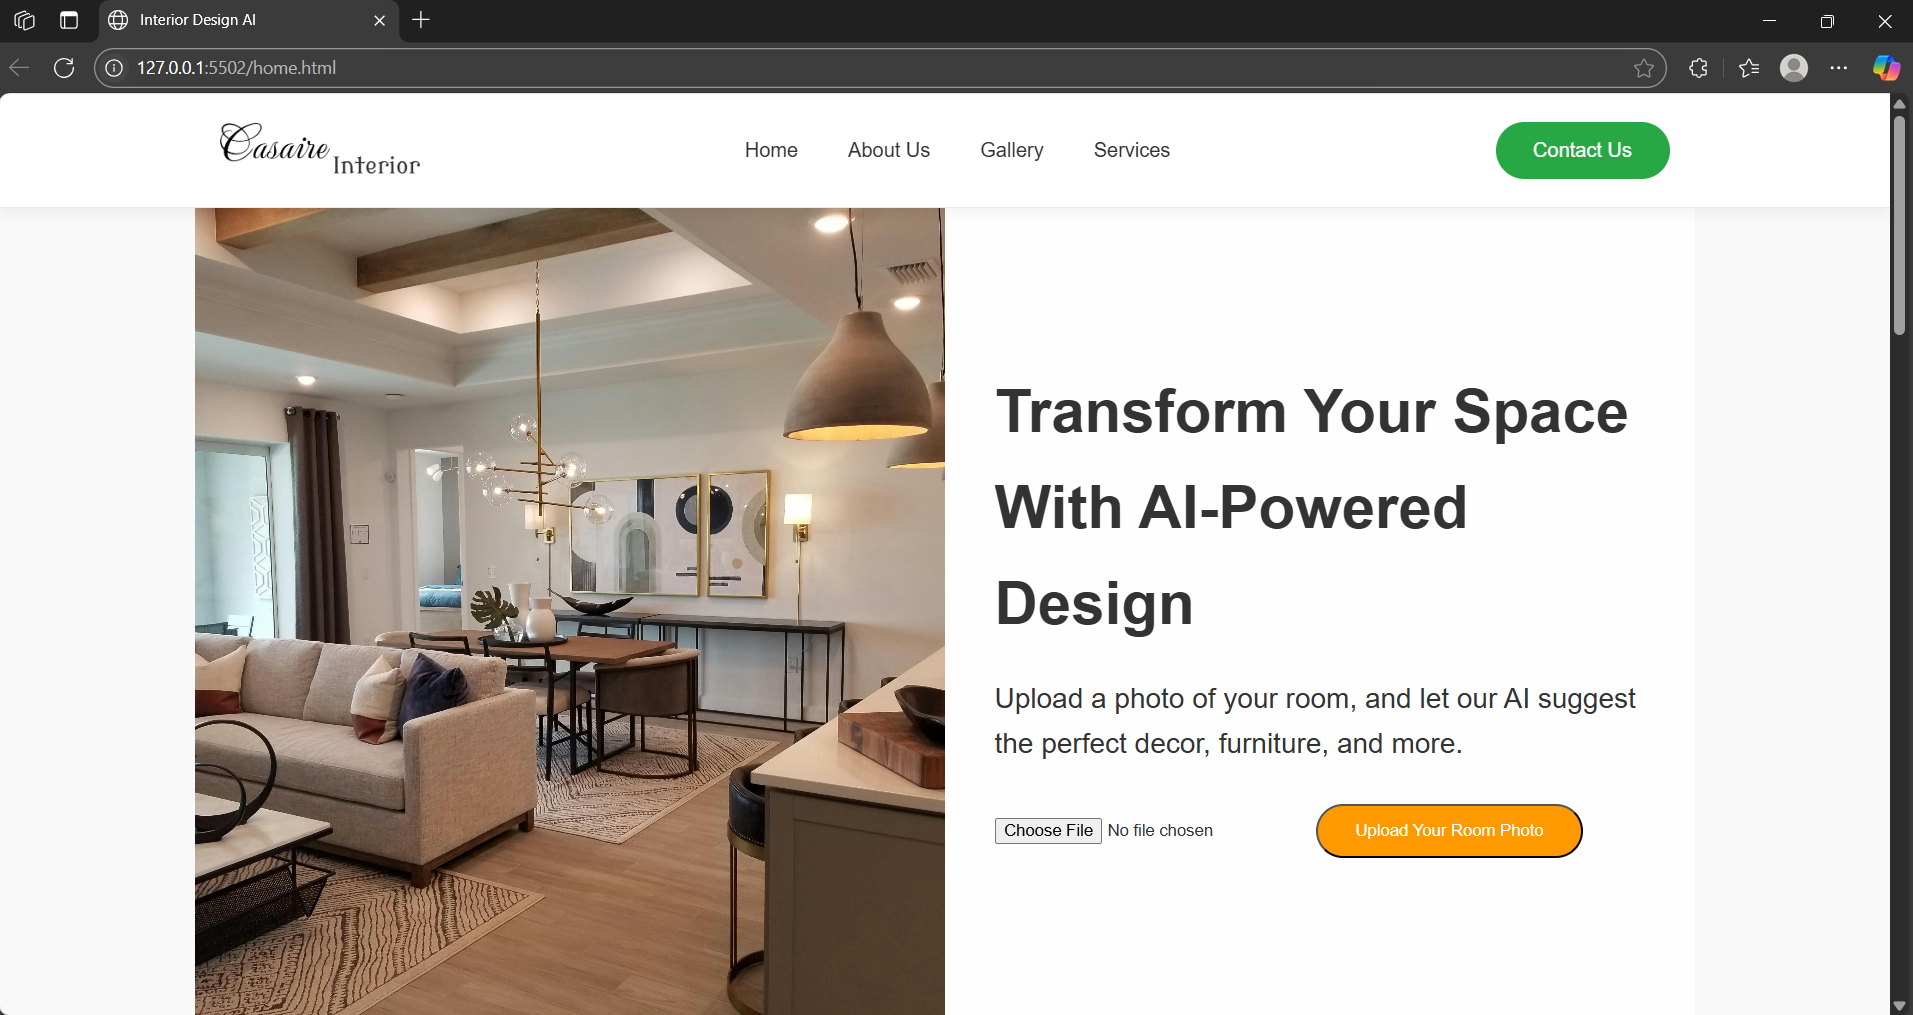 Interior Design AI
127.0.0.1:5502/home.html
Casaire Interior
Home About Us Gallery Services
Contact Us
Transform Your Space
With AI-Powered
Design
Upload a photo of your room, and let our AI suggest
the perfect decor, furniture, and more.
Choose File No file chosen
Upload Your Room Photo